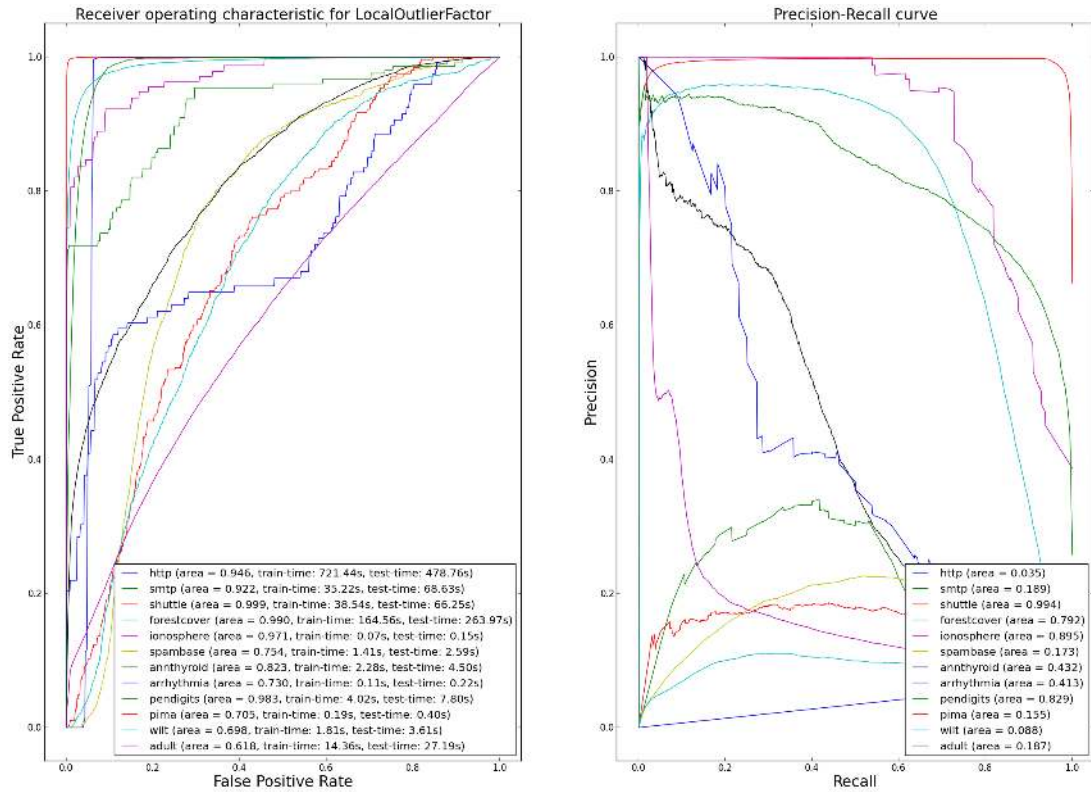 Receiver operating characteristic for LocalOutlierFactor
True Positive Rate
1.0
0.8
0.6
0.4
0.2
0.0
http (area = 0.946, train-time: 721.44s, test-time: 478.76s)
smtp (area = 0.922, train-time: 35.22s, test-time: 68.63s)
shuttle (area = 0.999, train-time: 38.54s, test-time: 66.25s)
forestcover (area = 0.990, train-time: 164.56s, test-time: 263.97s)
ionosphere (area = 0.971, train-time: 0.07s, test-time: 0.15s)
spambase (area = 0.754, train-time: 1.41s, test-time: 2.59s)
annthyroid (area = 0.823, train-time: 2.28s, test-time: 4.50s)
arrhythmia (area = 0.730, train-time: 0.11s, test-time: 0.22s)
pendigits (area = 0.983, train-time: 4.02s, test-time: 7.80s)
pima (area = 0.705, train-time: 0.19s, test-time: 0.40s)
wilt (area = 0.698, train-time: 1.81s, test-time: 3.61s)
adult (area = 0.618, train-time: 14.36s, test-time: 27.19s)
0.0 0.2 0.4 0.6 0.8 1.0
False Positive Rate
Precision-Recall curve
Precision
1.0
0.8
0.6
0.4
0.2
0.0
http (area = 0.035)
smtp (area = 0.189)
shuttle (area = 0.994)
forestcover (area = 0.792)
ionosphere (area = 0.895)
spambase (area = 0.173)
annthyroid (area = 0.432)
arrhythmia (area = 0.413)
pendigits (area = 0.829)
pima (area = 0.155)
wilt (area = 0.088)
adult (area = 0.187)
0.0 0.2 0.4 0.6 0.8 1.0
Recall